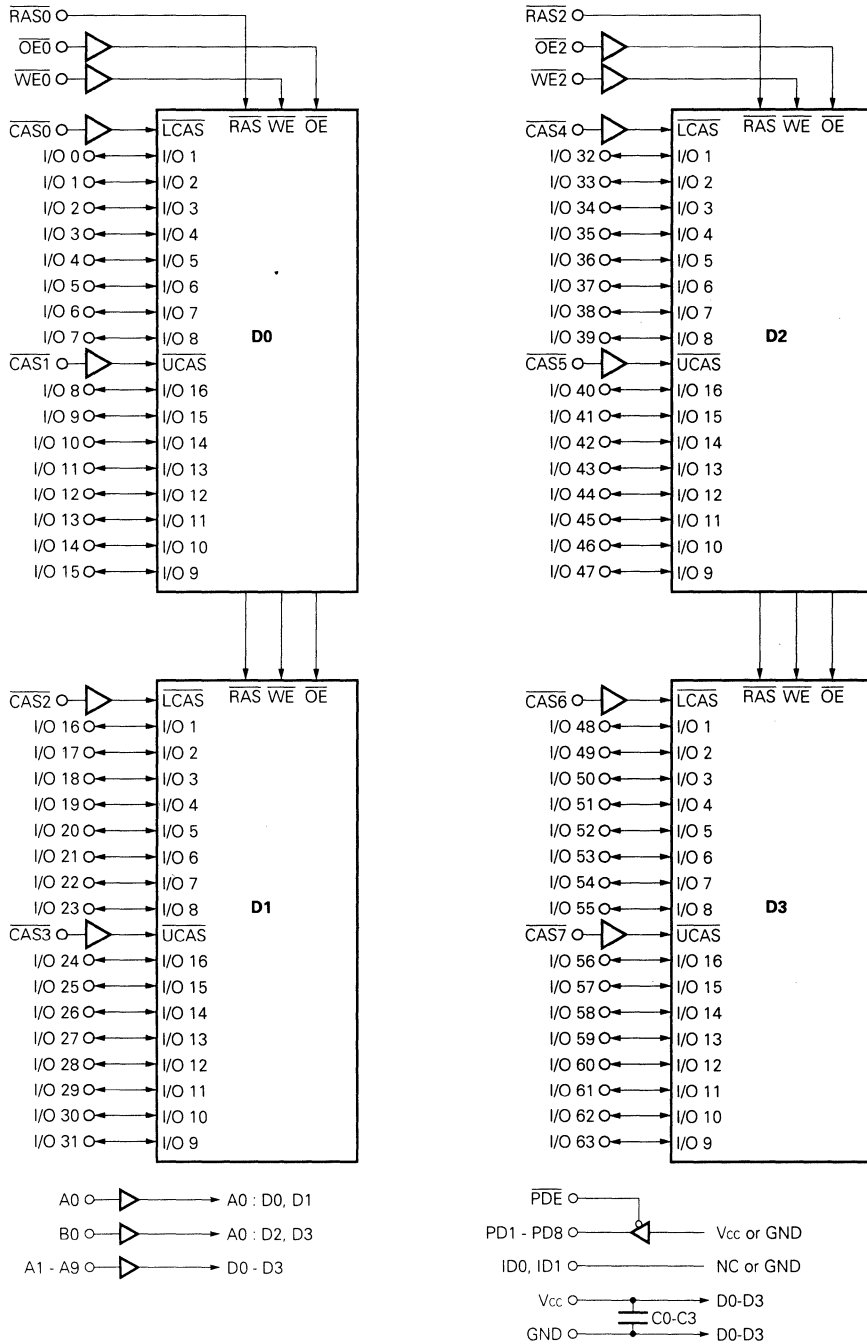 RAS0
OE0
WE0
CAS0 LCAS RAS WE OE
I/O 0 I/O 1
I/O 1 I/O 2
I/O 2 I/O 3
I/O 3 I/O 4
I/O 4 I/O 5
I/O 5 I/O 6
I/O 6 I/O 7
I/O 7 I/O 8 D0
CAS1 UCAS
I/O 8 I/O 16
I/O 9 I/O 15
I/O 10 I/O 14
I/O 11 I/O 13
I/O 12 I/O 12
I/O 13 I/O 11
I/O 14 I/O 10
I/O 15 I/O 9
CAS2 LCAS RAS WE OE
I/O 16 I/O 1
I/O 17 I/O 2
I/O 18 I/O 3
I/O 19 I/O 4
I/O 20 I/O 5
I/O 21 I/O 6
I/O 22 I/O 7
I/O 23 I/O 8 D1
CAS3 UCAS
I/O 24 I/O 16
I/O 25 I/O 15
I/O 26 I/O 14
I/O 27 I/O 13
I/O 28 I/O 12
I/O 29 I/O 11
I/O 30 I/O 10
I/O 31 I/O 9
A0 A0 : D0, D1
B0 A0 : D2, D3
A1 - A9 D0 - D3
RAS2
OE2
WE2
CAS4 LCAS RAS WE OE
I/O 32 I/O 1
I/O 33 I/O 2
I/O 34 I/O 3
I/O 35 I/O 4
I/O 36 I/O 5
I/O 37 I/O 6
I/O 38 I/O 7
I/O 39 I/O 8 D2
CAS5 UCAS
I/O 40 I/O 16
I/O 41 I/O 15
I/O 42 I/O 14
I/O 43 I/O 13
I/O 44 I/O 12
I/O 45 I/O 11
I/O 46 I/O 10
I/O 47 I/O 9
CAS6 LCAS RAS WE OE
I/O 48 I/O 1
I/O 49 I/O 2
I/O 50 I/O 3
I/O 51 I/O 4
I/O 52 I/O 5
I/O 53 I/O 6
I/O 54 I/O 7
I/O 55 I/O 8 D3
CAS7 UCAS
I/O 56 I/O 16
I/O 57 I/O 15
I/O 58 I/O 14
I/O 59 I/O 13
I/O 60 I/O 12
I/O 61 I/O 11
I/O 62 I/O 10
I/O 63 I/O 9
PDE
PD1 - PD8 Vcc or GND
ID0, ID1 NC or GND
Vcc D0-D3
C0-C3
GND D0-D3